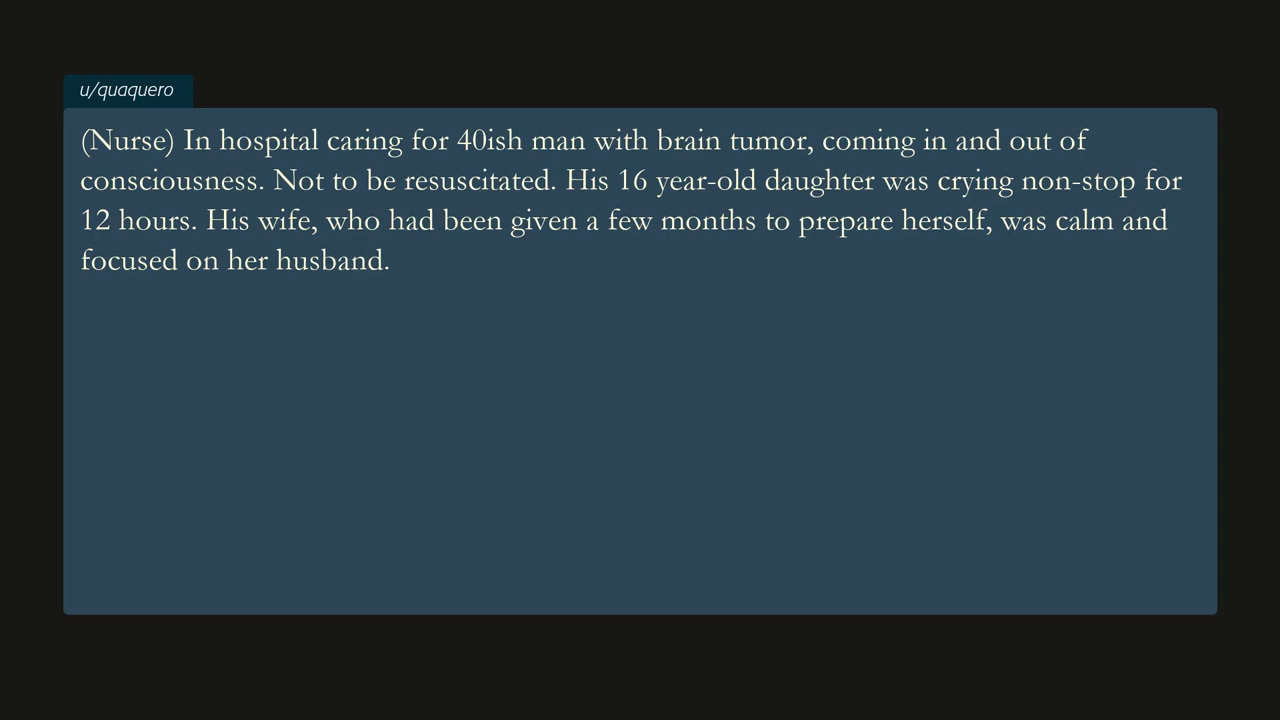 u/quaquero
(Nurse) In hospital caring for 40ish man with brain tumor, coming in and out of
consciousness. Not to be resuscitated. His 16 year-old daughter was crying non-stop for
12 hours. His wife, who had been given a few months to prepare herself, was calm and
focused on her husband.